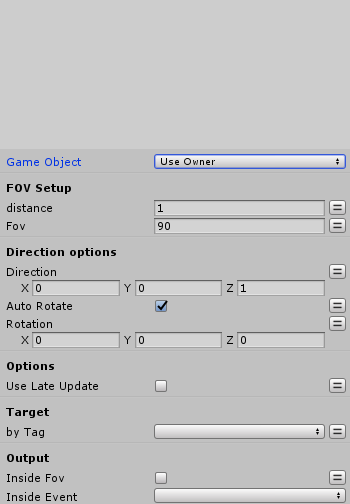 Game Object Use Owner
FOV Setup
distance 1
Fov 90
Direction options
Direction
X 0 Y 0 Z 1
Auto Rotate
Rotation
X 0 Y 0 Z 0
Options
Use Late Update
Target
by Tag
Output
Inside Fov
Inside Event